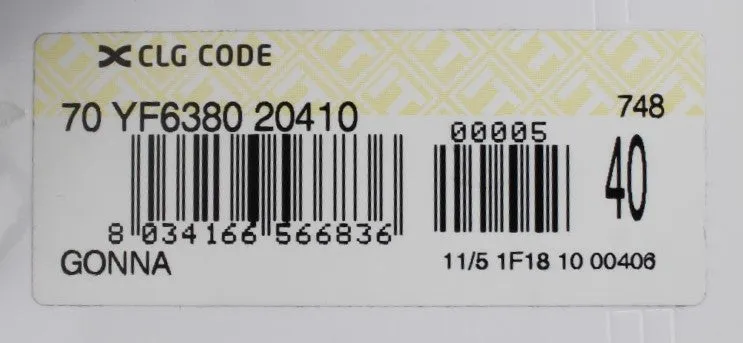 CLG CODE
70 YF6380 20410
748
00005
40
8 034166 566836
GONNA
11/5 1F18 10 00406